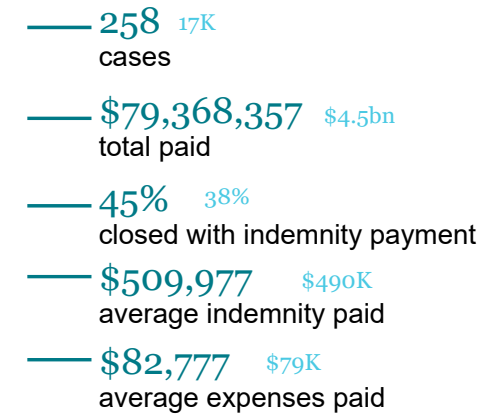 258 17K
cases
$79,368,357 $4.5bn
total paid
45% 38%
closed with indemnity payment
$509,977 $490K
average indemnity paid
$82,777 $79K
average expenses paid